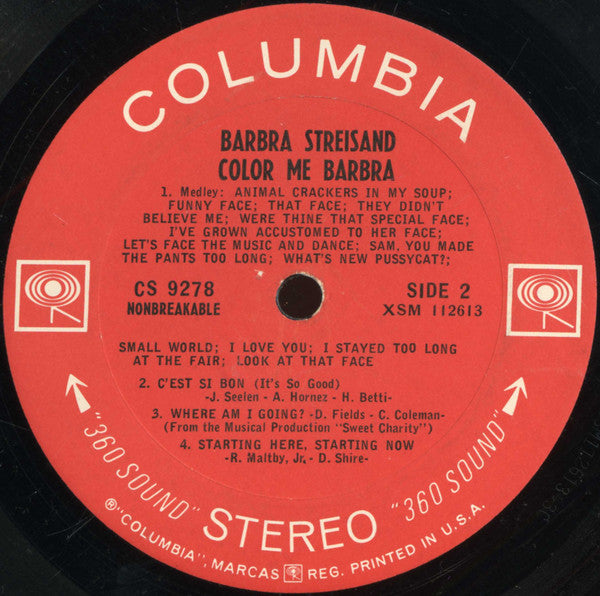 COLUMBIA
BARBRA STREISAND
COLOR ME BARBRA
1. Medley: ANIMAL CRACKERS IN MY SOUP;
FUNNY FACE; THAT FACE; THEY DIDN'T
BELIEVE ME; WERE THINE THAT SPECIAL FACE;
I'VE GROWN ACCUSTOMED TO HER FACE;
LET'S FACE THE MUSIC AND DANCE; SAM, YOU MADE
THE PANTS TOO LONG; WHAT'S NEW PUSSYCAT?;
CS 9278 SIDE 2
NONBREAKABLE XSM 112613
SMALL WORLD; I LOVE YOU; I STAYED TOO LONG
AT THE FAIR; LOOK AT THAT FACE
2. C'EST SI BON (It's So Good)
-J. Seelen - A. Hornez - H. Betti-
3. WHERE AM I GOING? -D. Fields - C. Coleman-
(From the Musical Production "Sweet Charity")
4. STARTING HERE, STARTING NOW
-R. Maltby, Jr. - D. Shire-
"360 SOUND" STEREO "360 SOUND"
®"COLUMBIA", MARCAS REG. PRINTED IN U.S.A.